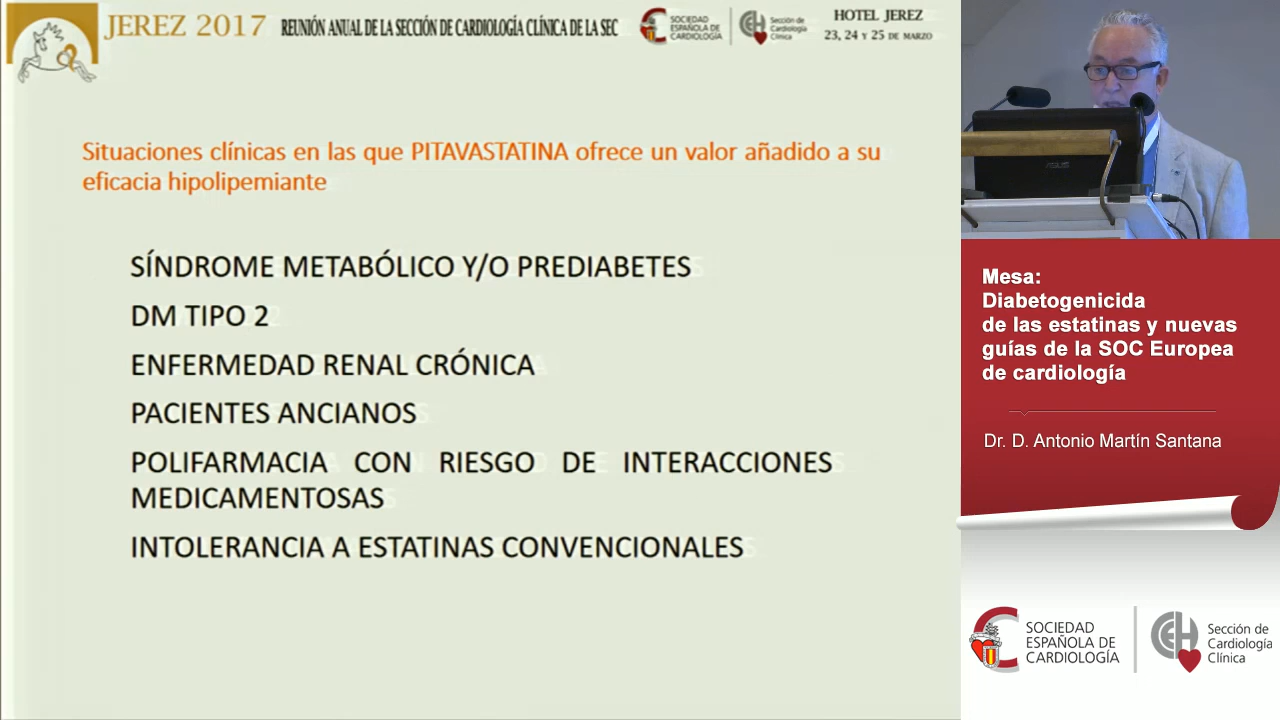 JEREZ 2017
REUNIÓN ANUAL DE LA SECCIÓN DE CARDIOLOGÍA CLÍNICA DE LA SEC
SOCIEDAD
ESPAÑOLA DE
CARDIOLOGÍA
Sección de
Cardiología
Clínica
HOTEL JEREZ
23, 24 Y 25 DE MARZO
Situaciones clínicas en las que PITAVASTATINA ofrece un valor añadido a su
eficacia hipolipemiante
SÍNDROME METABÓLICO Y/O PREDIABETES
DM TIPO 2
ENFERMEDAD RENAL CRÓNICA
PACIENTES ANCIANOS
POLIFARMACIA CON RIESGO DE INTERACCIONES
MEDICAMENTOSAS
INTOLERANCIA A ESTATINAS CONVENCIONALES
ASUS
Mesa:
Diabetogenicida
de las estatinas y nuevas
guías de la SOC Europea
de cardiología
Dr. D. Antonio Martín Santana
SOCIEDAD
ESPAÑOLA DE
CARDIOLOGÍA
Sección de
Cardiología
Clínica